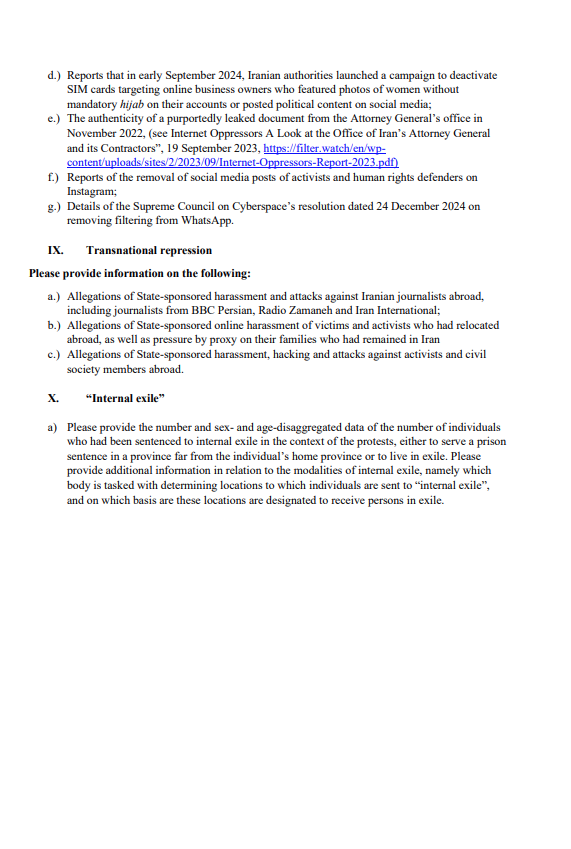 d.) Reports that in early September 2024, Iranian authorities launched a campaign to deactivate
SIM cards targeting online business owners who featured photos of women without
mandatory hijab on their accounts or posted political content on social media;
e.) The authenticity of a purportedly leaked document from the Attorney General's office in
November 2022, (see Internet Oppressors A Look at the Office of Iran's Attorney General
and its Contractors", 19 September 2023, https://filter.watch/en/wp-
content/uploads/sites/2/2023/09/Internet-Oppressors-Report-2023.pdf)
f.) Reports of the removal of social media posts of activists and human rights defenders on
Instagram;
g.) Details of the Supreme Council on Cyberspace's resolution dated 24 December 2024 on
removing filtering from WhatsApp.
IX. Transnational repression
Please provide information on the following:
a.) Allegations of State-sponsored harassment and attacks against Iranian journalists abroad,
including journalists from BBC Persian, Radio Zamaneh and Iran International;
b.) Allegations of State-sponsored online harassment of victims and activists who had relocated
abroad, as well as pressure by proxy on their families who had remained in Iran
c.) Allegations of State-sponsored harassment, hacking and attacks against activists and civil
society members abroad.
X. “Internal exile”
a) Please provide the number and sex- and age-disaggregated data of the number of individuals
who had been sentenced to internal exile in the context of the protests, either to serve a prison
sentence in a province far from the individual's home province or to live in exile. Please
provide additional information in relation to the modalities of internal exile, namely which
body is tasked with determining locations to which individuals are sent to “internal exile”,
and on which basis are these locations are designated to receive persons in exile.